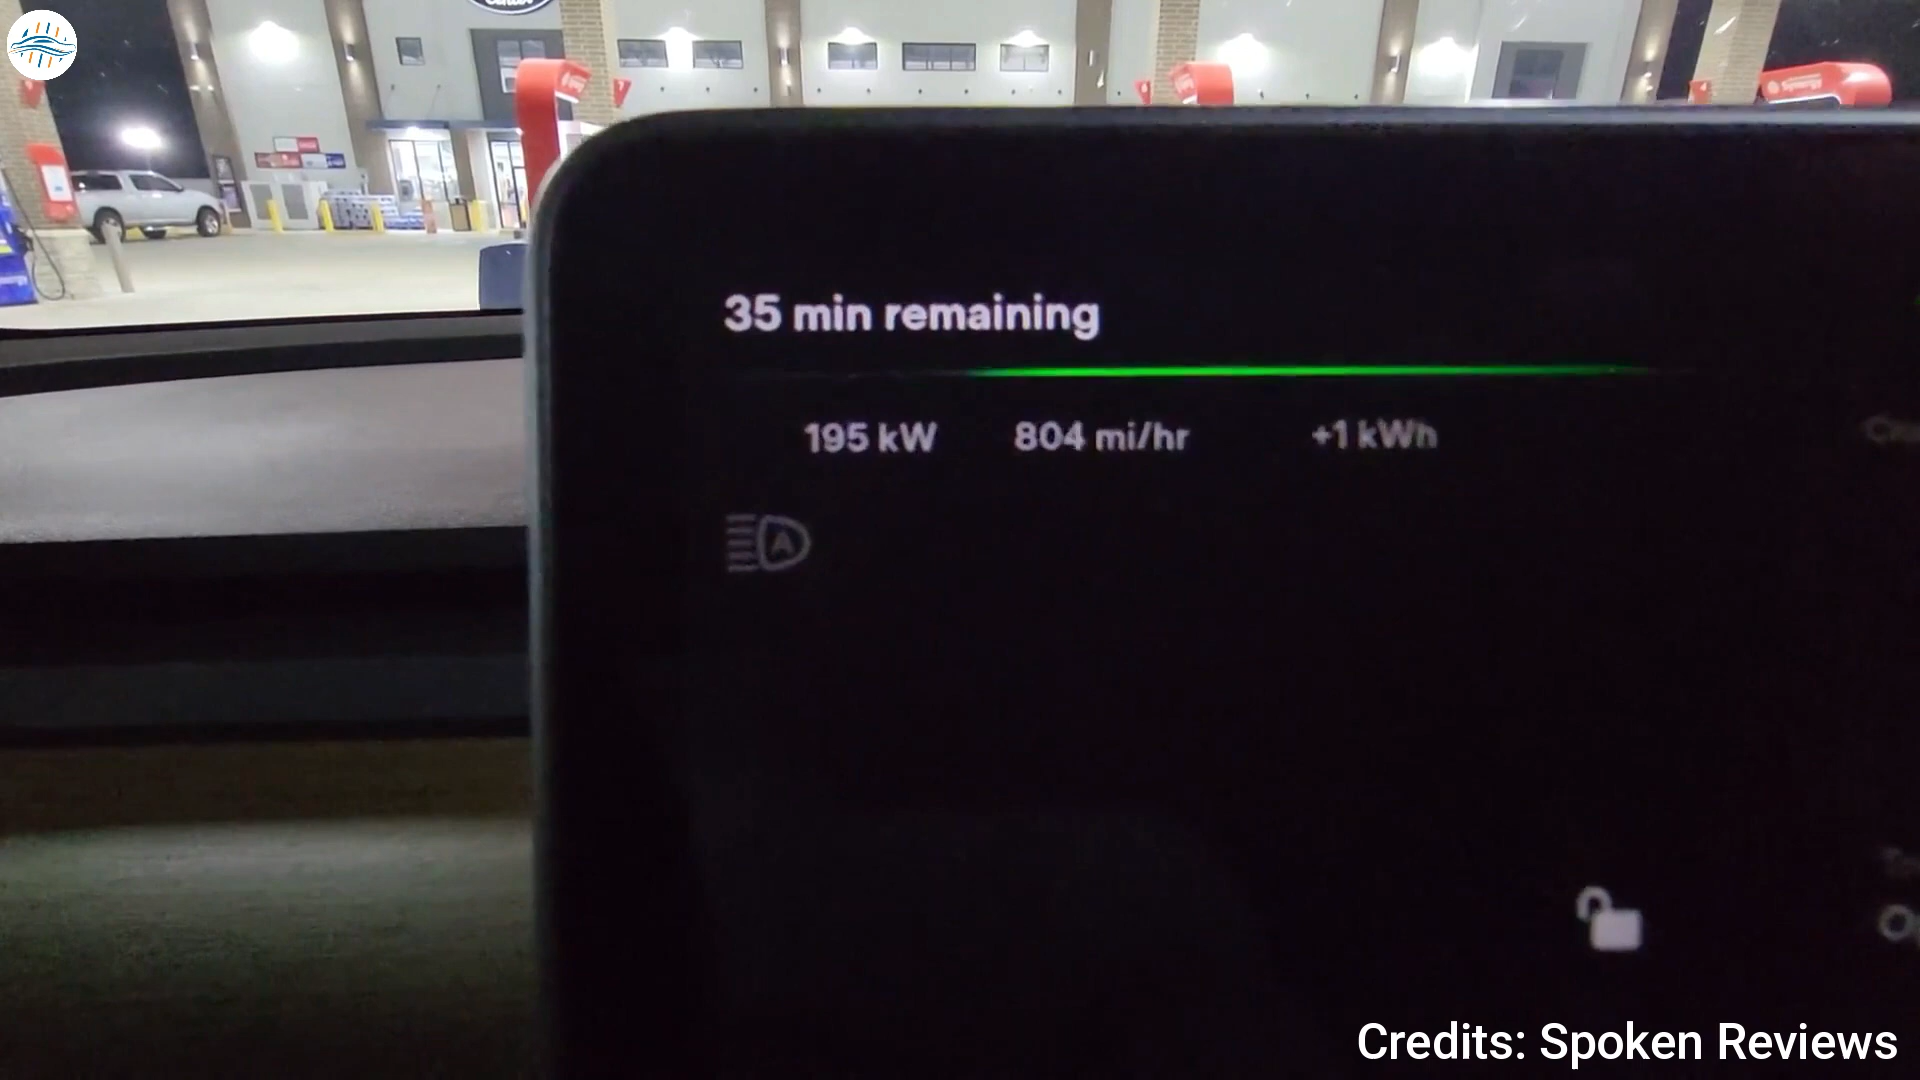 35 min remaining
195 kW 804 mi/hr +1 kWh
A
Credits: Spoken Reviews